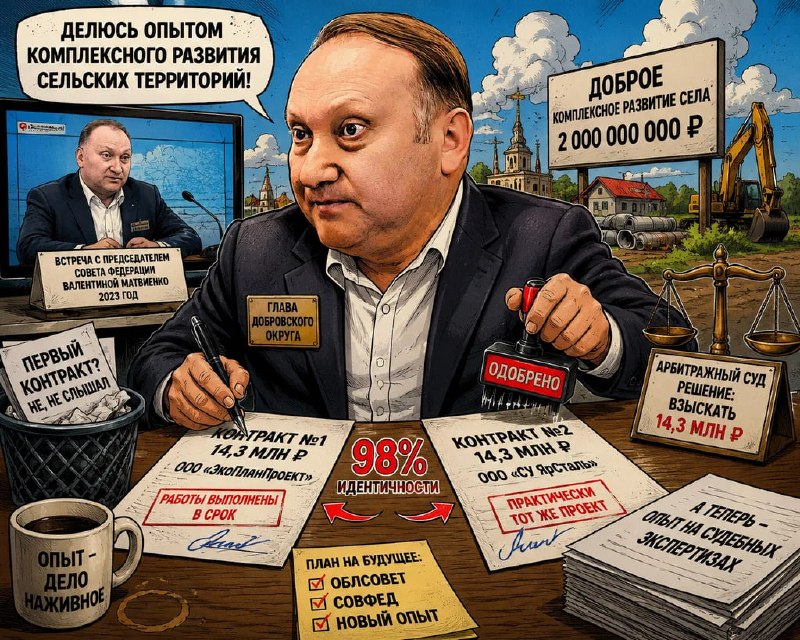 ДЕЛЮСЬ ОПЫТОМ
КОМПЛЕКСНОГО РАЗВИТИЯ
СЕЛЬСКИХ ТЕРРИТОРИЙ!
ДОБРОЕ
КОМПЛЕКСНОЕ РАЗВИТИЕ СЕЛА
2 000 000 000 ₽
ВСТРЕЧА С ПРЕДСЕДАТЕЛЕМ
СОВЕТА ФЕДЕРАЦИИ
ВАЛЕНТИНОЙ МАТВИЕНКО
2023 ГОД
ГЛАВА
ДОБРОВСКОГО
ОКРУГА
ОДОБРЕНО
АРБИТРАЖНЫЙ СУД
РЕШЕНИЕ:
ВЗЫСКАТЬ
14,3 МЛН ₽
ПЕРВЫЙ
КОНТРАКТ?
НЕ, НЕ СЛЫШАЛ
КОНТРАКТ №1
14,3 МЛН ₽
ООО «ЭкоПланПроект»
РАБОТЫ ВЫПОЛНЕНЫ
В СРОК
98%
ИДЕНТИЧНОСТИ
КОНТРАКТ №2
14,3 МЛН ₽
ООО «СУ ЯрСталь»
ПРАКТИЧЕСКИ
ТОТ ЖЕ ПРОЕКТ
А ТЕПЕРЬ –
ОПЫТ НА СУДЕБНЫХ
ЭКСПЕРТИЗАХ
ОПЫТ –
ДЕЛО
НАЖИВНОЕ
ПЛАН НА БУДУЩЕЕ:
ОБЛСОВЕТ
СОВФЕД
НОВЫЙ ОПЫТ